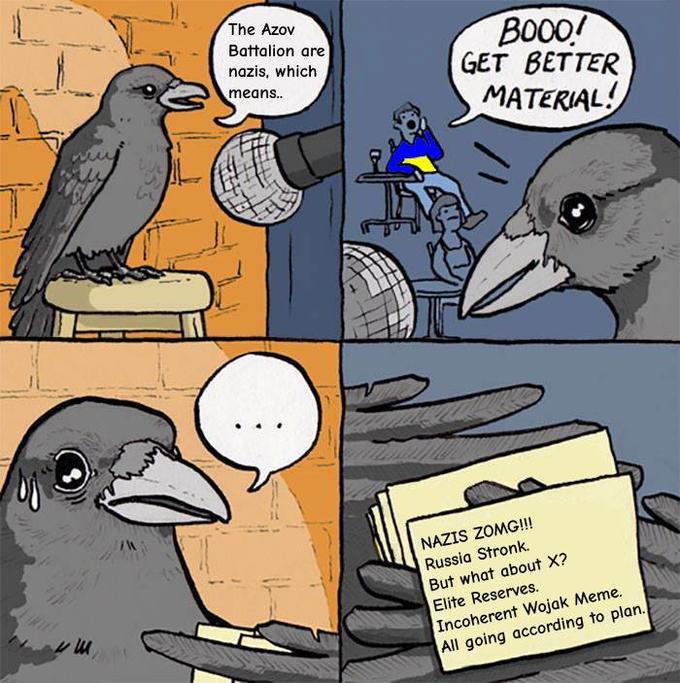 The Azov
Battalion are
nazis, which
means..
BOOO!
GET BETTER
MATERIAL!
...
NAZIS ZOMG!!!
Russia Stronk.
But what about X?
Elite Reserves.
Incoherent Wojak Meme.
All going according to plan.